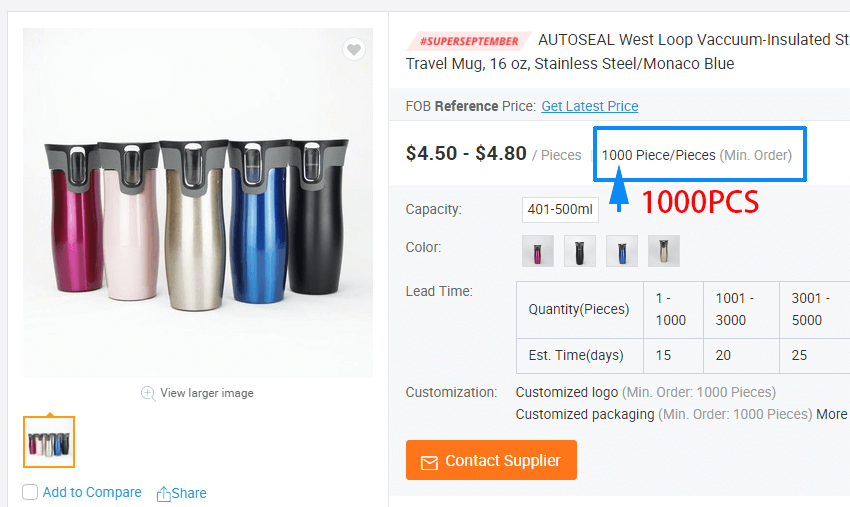 #SUPERSEPTEMBER AUTOSEAL West Loop Vaccuum-Insulated St
Travel Mug, 16 oz, Stainless Steel/Monaco Blue
FOB Reference Price: Get Latest Price
$4.50 - $4.80 / Pieces 1000 Piece/Pieces (Min. Order)
1000PCS
Capacity: 401-500ml
Color:
Lead Time:
Quantity(Pieces) 1 - 1001 - 3001 -
1000 3000 5000
Est. Time(days) 15 20 25
View larger image
Customization: Customized logo (Min. Order: 1000 Pieces)
Customized packaging (Min. Order: 1000 Pieces) More
Contact Supplier
Add to Compare Share